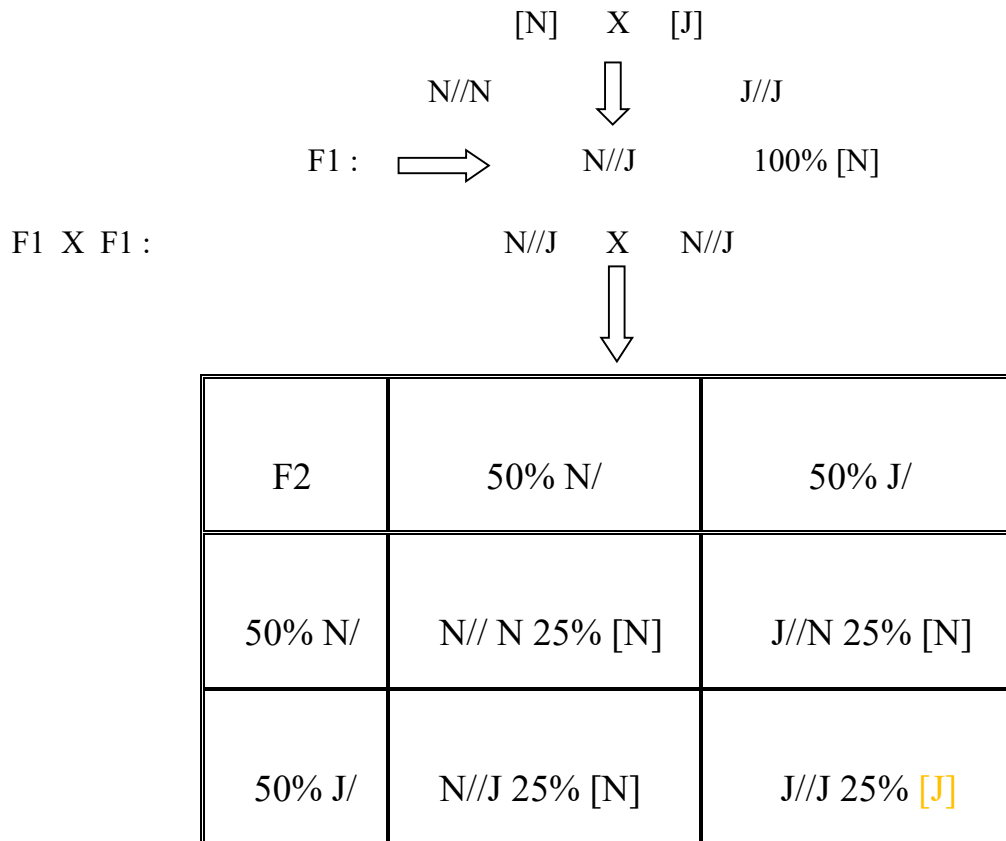 [N] X [J]
N//N J//J
F1 : N//J 100% [N]
F1 X F1 : N//J X N//J
F2 50% N/ 50% J/
50% N/ N// N 25% [N] J//N 25% [N]
50% J/ N//J 25% [N] J//J 25% [J]